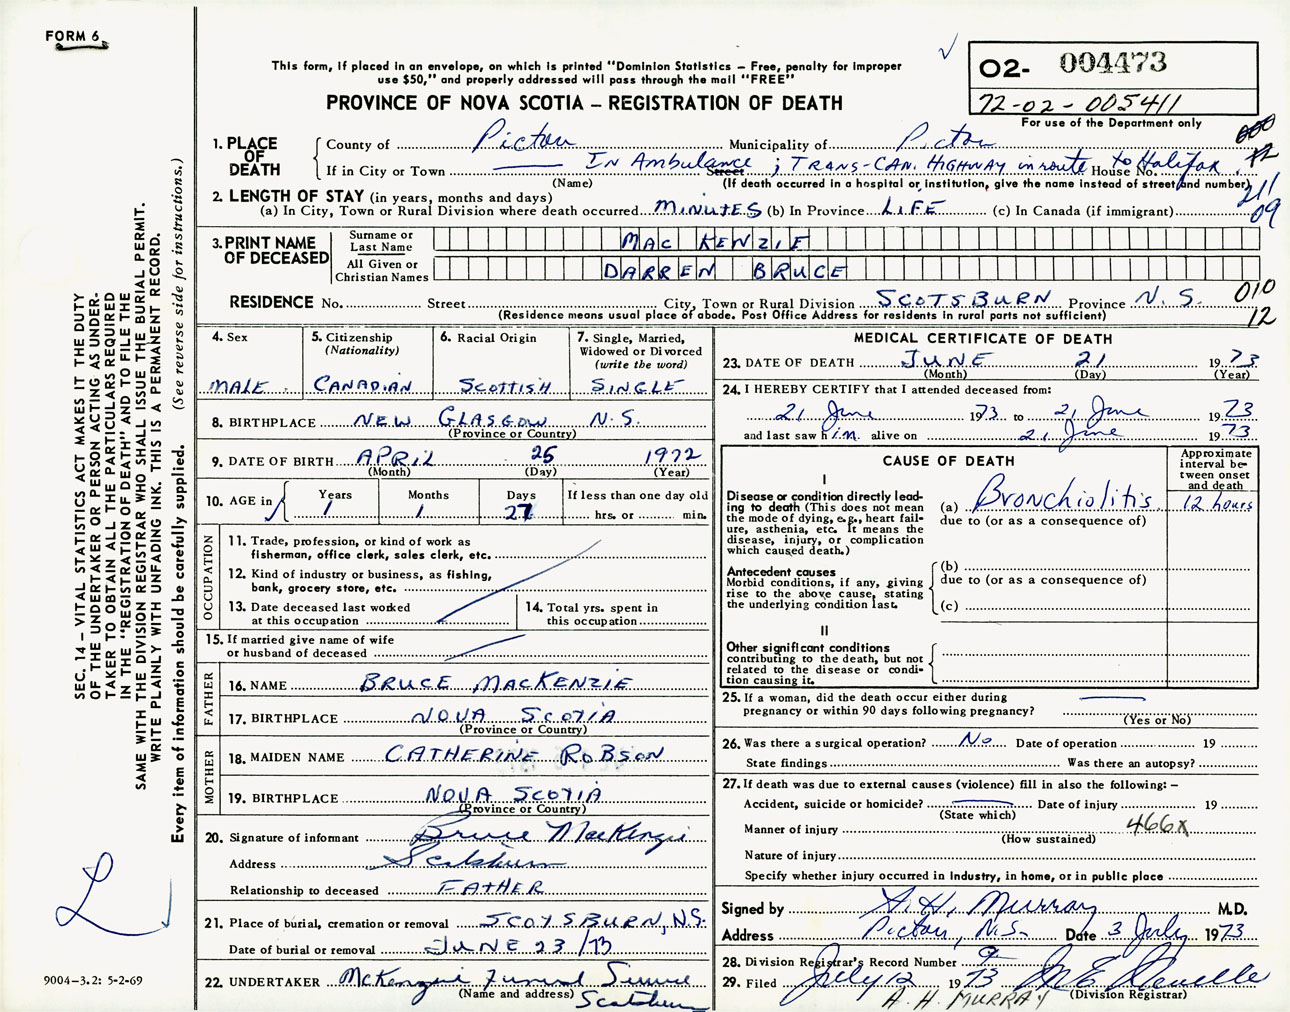 FORM 6
This form, if placed in an envelope, on which is printed "Dominion Statistics – Free, penalty for improper
use $50," and properly addressed will pass through the mail "FREE"
PROVINCE OF NOVA SCOTIA – REGISTRATION OF DEATH
02- 004473
72-02-005411
For use of the Department only
1. PLACE OF DEATH
County of Pictou Municipality of Pictou
If in City or Town In Ambulance ; TRANS-CAN. HIGHWAY in route to Halifax. Street House No.
(Name) (If death occurred in a hospital or institution, give the name instead of street and number)
000
12
211
09
2. LENGTH OF STAY (in years, months and days)
(a) In City, Town or Rural Division where death occurred MINUTES (b) In Province LIFE (c) In Canada (if immigrant)
3. PRINT NAME OF DECEASED
Surname or Last Name MAC KENZIE
All Given or Christian Names DARREN BRUCE
RESIDENCE No. Street City, Town or Rural Division SCOTSBURN Province N. S.
(Residence means usual place of abode. Post Office Address for residents in rural parts not sufficient)
010
12
4. Sex
MALE
5. Citizenship
(Nationality)
CANADIAN
6. Racial Origin
SCOTTISH
7. Single, Married,
Widowed or Divorced
(write the word)
SINGLE
8. BIRTHPLACE NEW GLASGOW N.S.
(Province or Country)
9. DATE OF BIRTH APRIL 25 1972
(Month) (Day) (Year)
10. AGE in
Years Months Days If less than one day old
1 1 27 hrs. or min.
OCCUPATION
11. Trade, profession, or kind of work as
fisherman, office clerk, sales clerk, etc.
12. Kind of industry or business, as fishing,
bank, grocery store, etc.
13. Date deceased last worked
at this occupation
14. Total yrs. spent in
this occupation
15. If married give name of wife
or husband of deceased
FATHER
16. NAME BRUCE MACKENZIE
17. BIRTHPLACE NOVA SCOTIA
(Province or Country)
MOTHER
18. MAIDEN NAME CATHERINE ROBSON
19. BIRTHPLACE NOVA SCOTIA
(Province or Country)
20. Signature of informant Bruce MacKenzie
Address Scotsburn
Relationship to deceased FATHER
21. Place of burial, cremation or removal SCOTSBURN, N.S.
Date of burial or removal JUNE 23/73
22. UNDERTAKER McKenzie Funeral Service
(Name and address) Scotsburn
MEDICAL CERTIFICATE OF DEATH
23. DATE OF DEATH JUNE 21 1973
(Month) (Day) (Year)
24. I HEREBY CERTIFY that I attended deceased from:
21 June 1973 to 21 June 1973
and last saw him alive on 21 June 1973
CAUSE OF DEATH
Approximate interval between onset and death
I
Disease or condition directly lead-
ing to death (This does not mean
the mode of dying, e.g., heart fail-
ure, asthenia, etc. It means the
disease, injury, or complication
which caused death.)
(a) Bronchiolitis 12 hours
due to (or as a consequence of)
Antecedent causes
Morbid conditions, if any, giving
rise to the above cause, stating
the underlying condition last.
(b)
due to (or as a consequence of)
(c)
II
Other significant conditions
contributing to the death, but not
related to the disease or condi-
tion causing it.
25. If a woman, did the death occur either during
pregnancy or within 90 days following pregnancy?
(Yes or No)
26. Was there a surgical operation? No Date of operation 19
State findings Was there an autopsy?
27. If death was due to external causes (violence) fill in also the following: –
Accident, suicide or homicide? Date of injury 19
(State which)
Manner of injury 466X
(How sustained)
Nature of injury
Specify whether injury occurred in industry, in home, or in public place
Signed by A. H. Murray M.D.
Address Pictou, N.S. Date 3 July 1973
28. Division Registrar's Record Number 9
29. Filed July 12 1973
(Division Registrar)
H. H. MURRAY
SEC. 14 – VITAL STATISTICS ACT MAKES IT THE DUTY
OF THE UNDERTAKER OR PERSON ACTING AS UNDER-
TAKER TO OBTAIN ALL THE PARTICULARS REQUIRED
IN THE "REGISTRATION OF DEATH" AND TO FILE THE
SAME WITH THE DIVISION REGISTRAR WHO SHALL ISSUE THE BURIAL PERMIT.
WRITE PLAINLY WITH UNFADING INK. THIS IS A PERMANENT RECORD.
Every item of information should be carefully supplied. (See reverse side for instructions.)
L
9004-3.2: 5-2-69